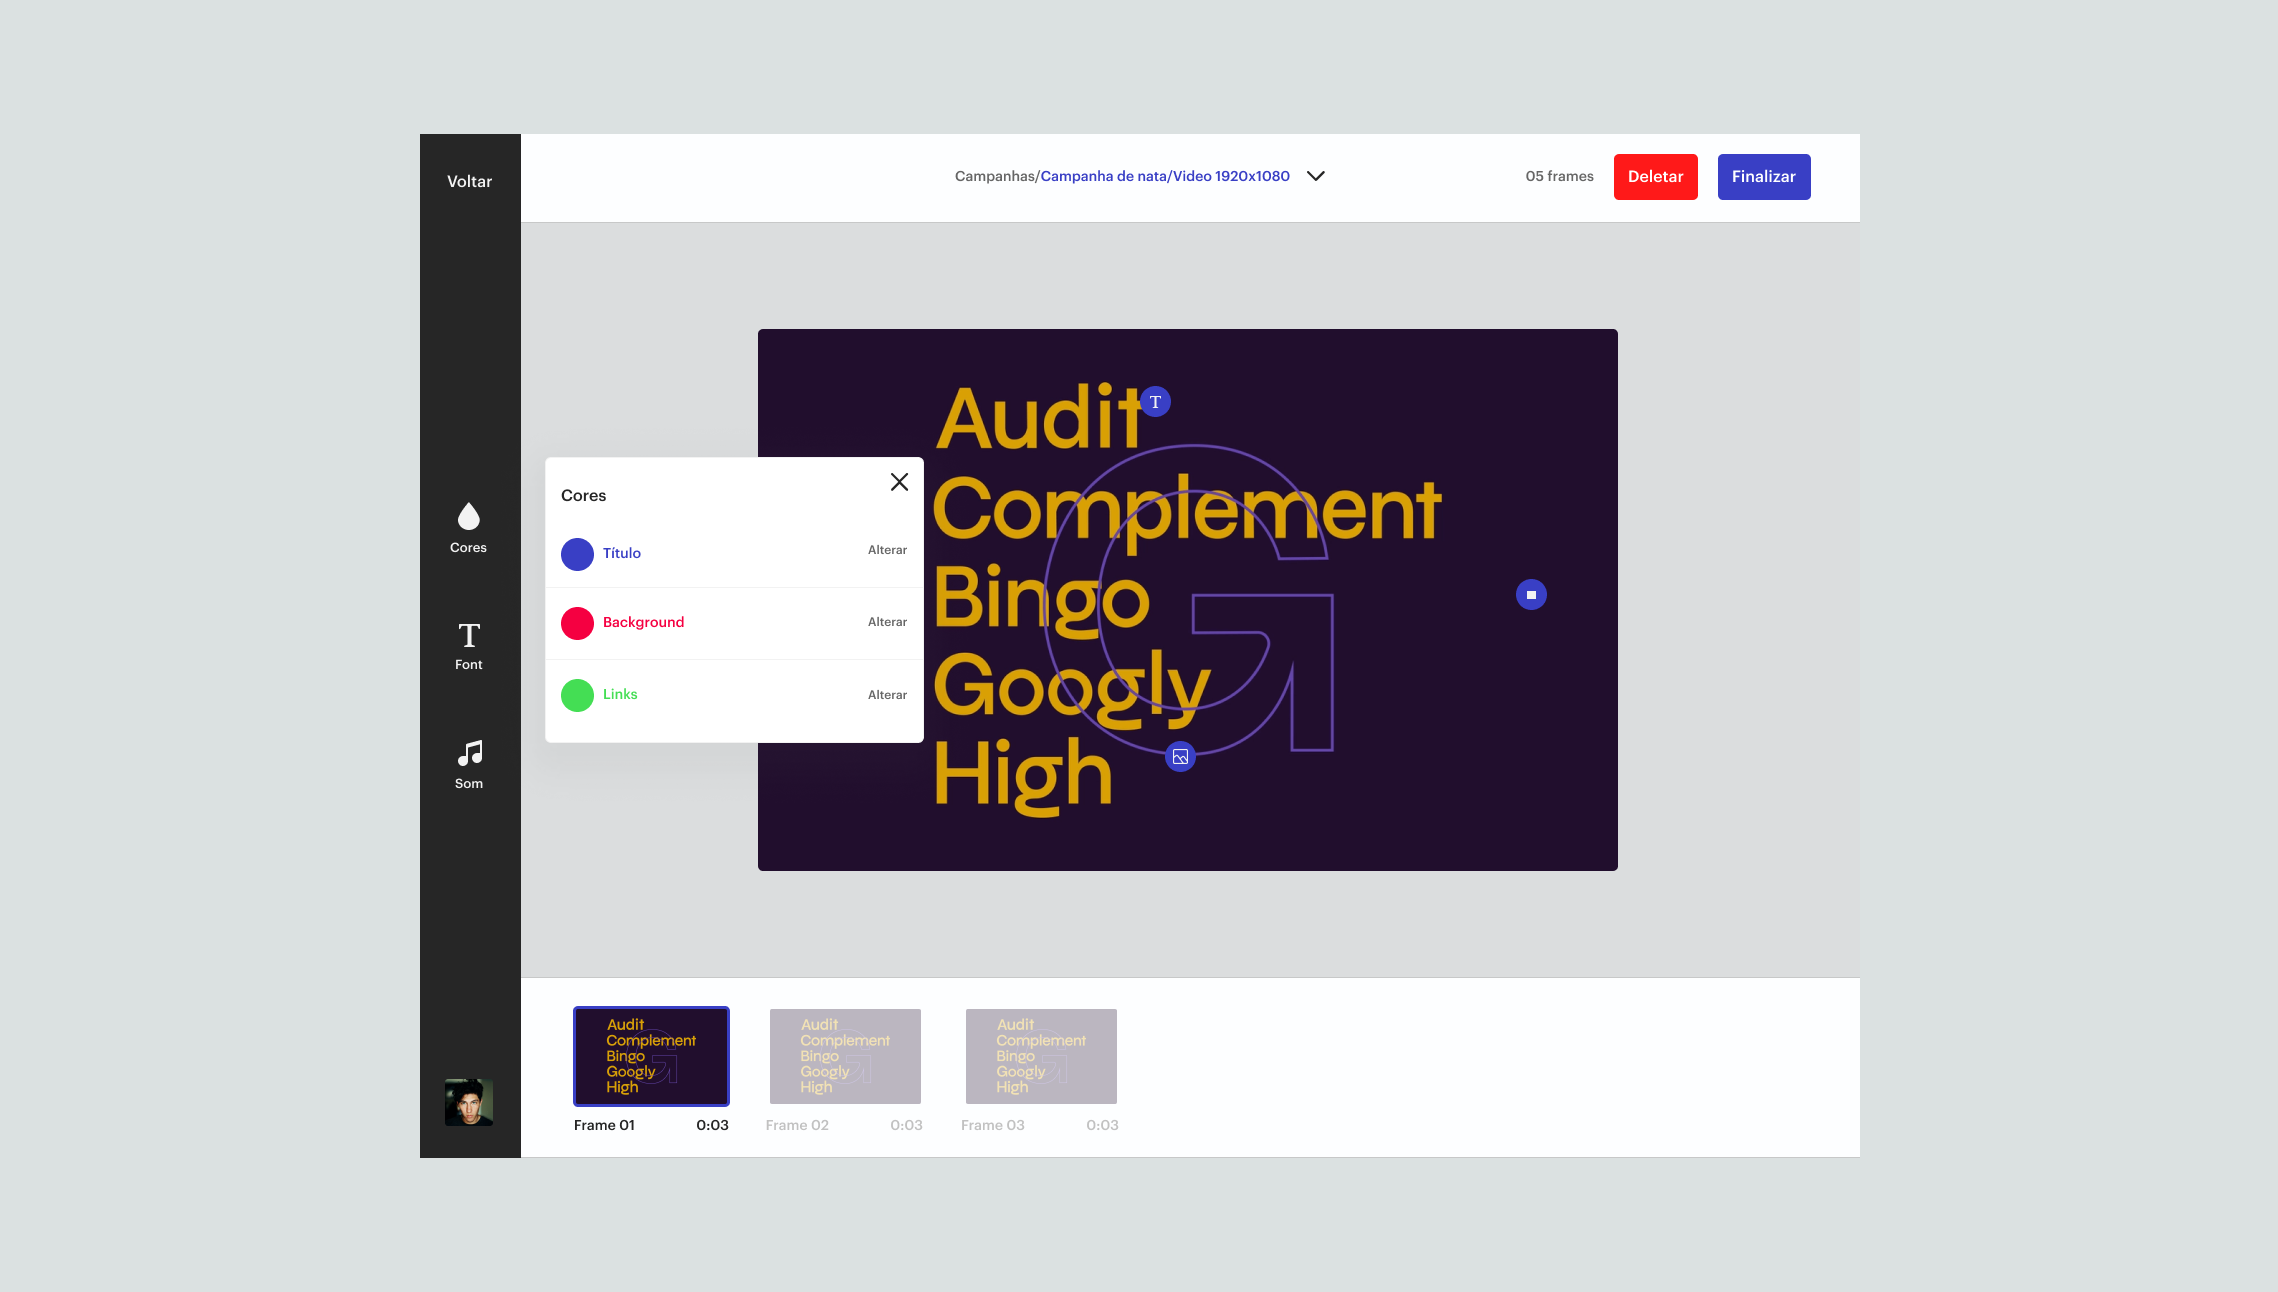 Voltar
Campanhas/Campanha de nata/Video 1920x1080
05 frames
Deletar
Finalizar
Cores
Font
Som
Cores
Título
Alterar
Background
Alterar
Links
Alterar
Audit
Complement
Bingo
Googly
High
G
T
Audit
Complement
Bingo
Googly
High
Frame 01 0:03
Audit
Complement
Bingo
Googly
High
Frame 02 0:03
Audit
Complement
Bingo
Googly
High
Frame 03 0:03